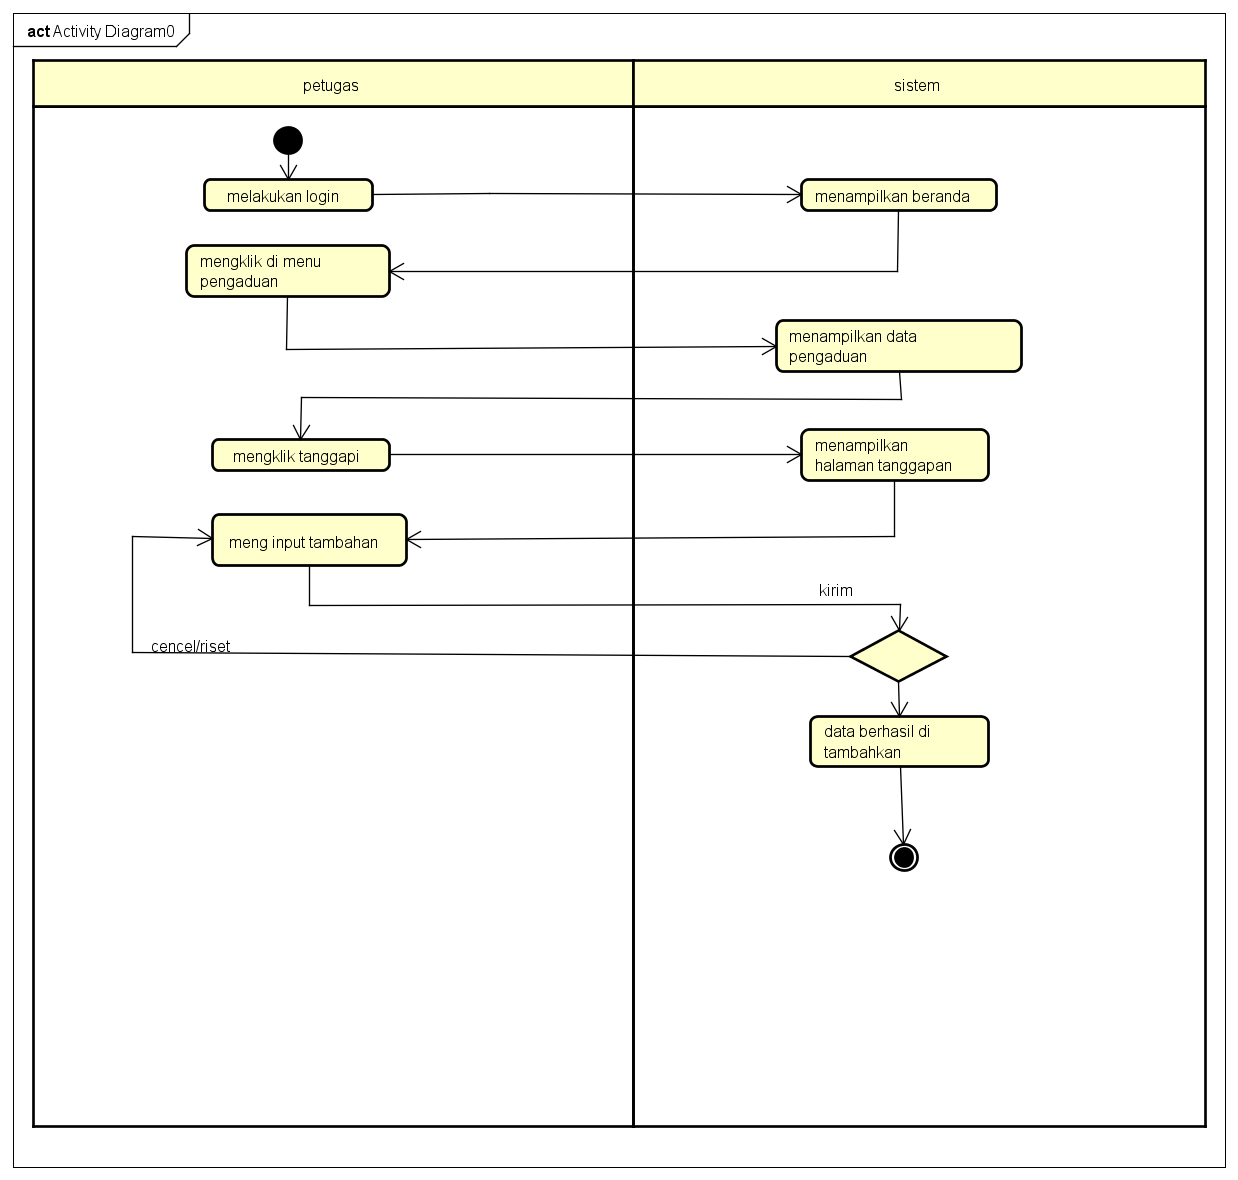 act Activity Diagram0
petugas
sistem
melakukan login
menampilkan beranda
mengklik di menu
pengaduan
menampilkan data
pengaduan
mengklik tanggapi
menampilkan
halaman tanggapan
meng input tambahan
kirim
cencel/riset
data berhasil di
tambahkan